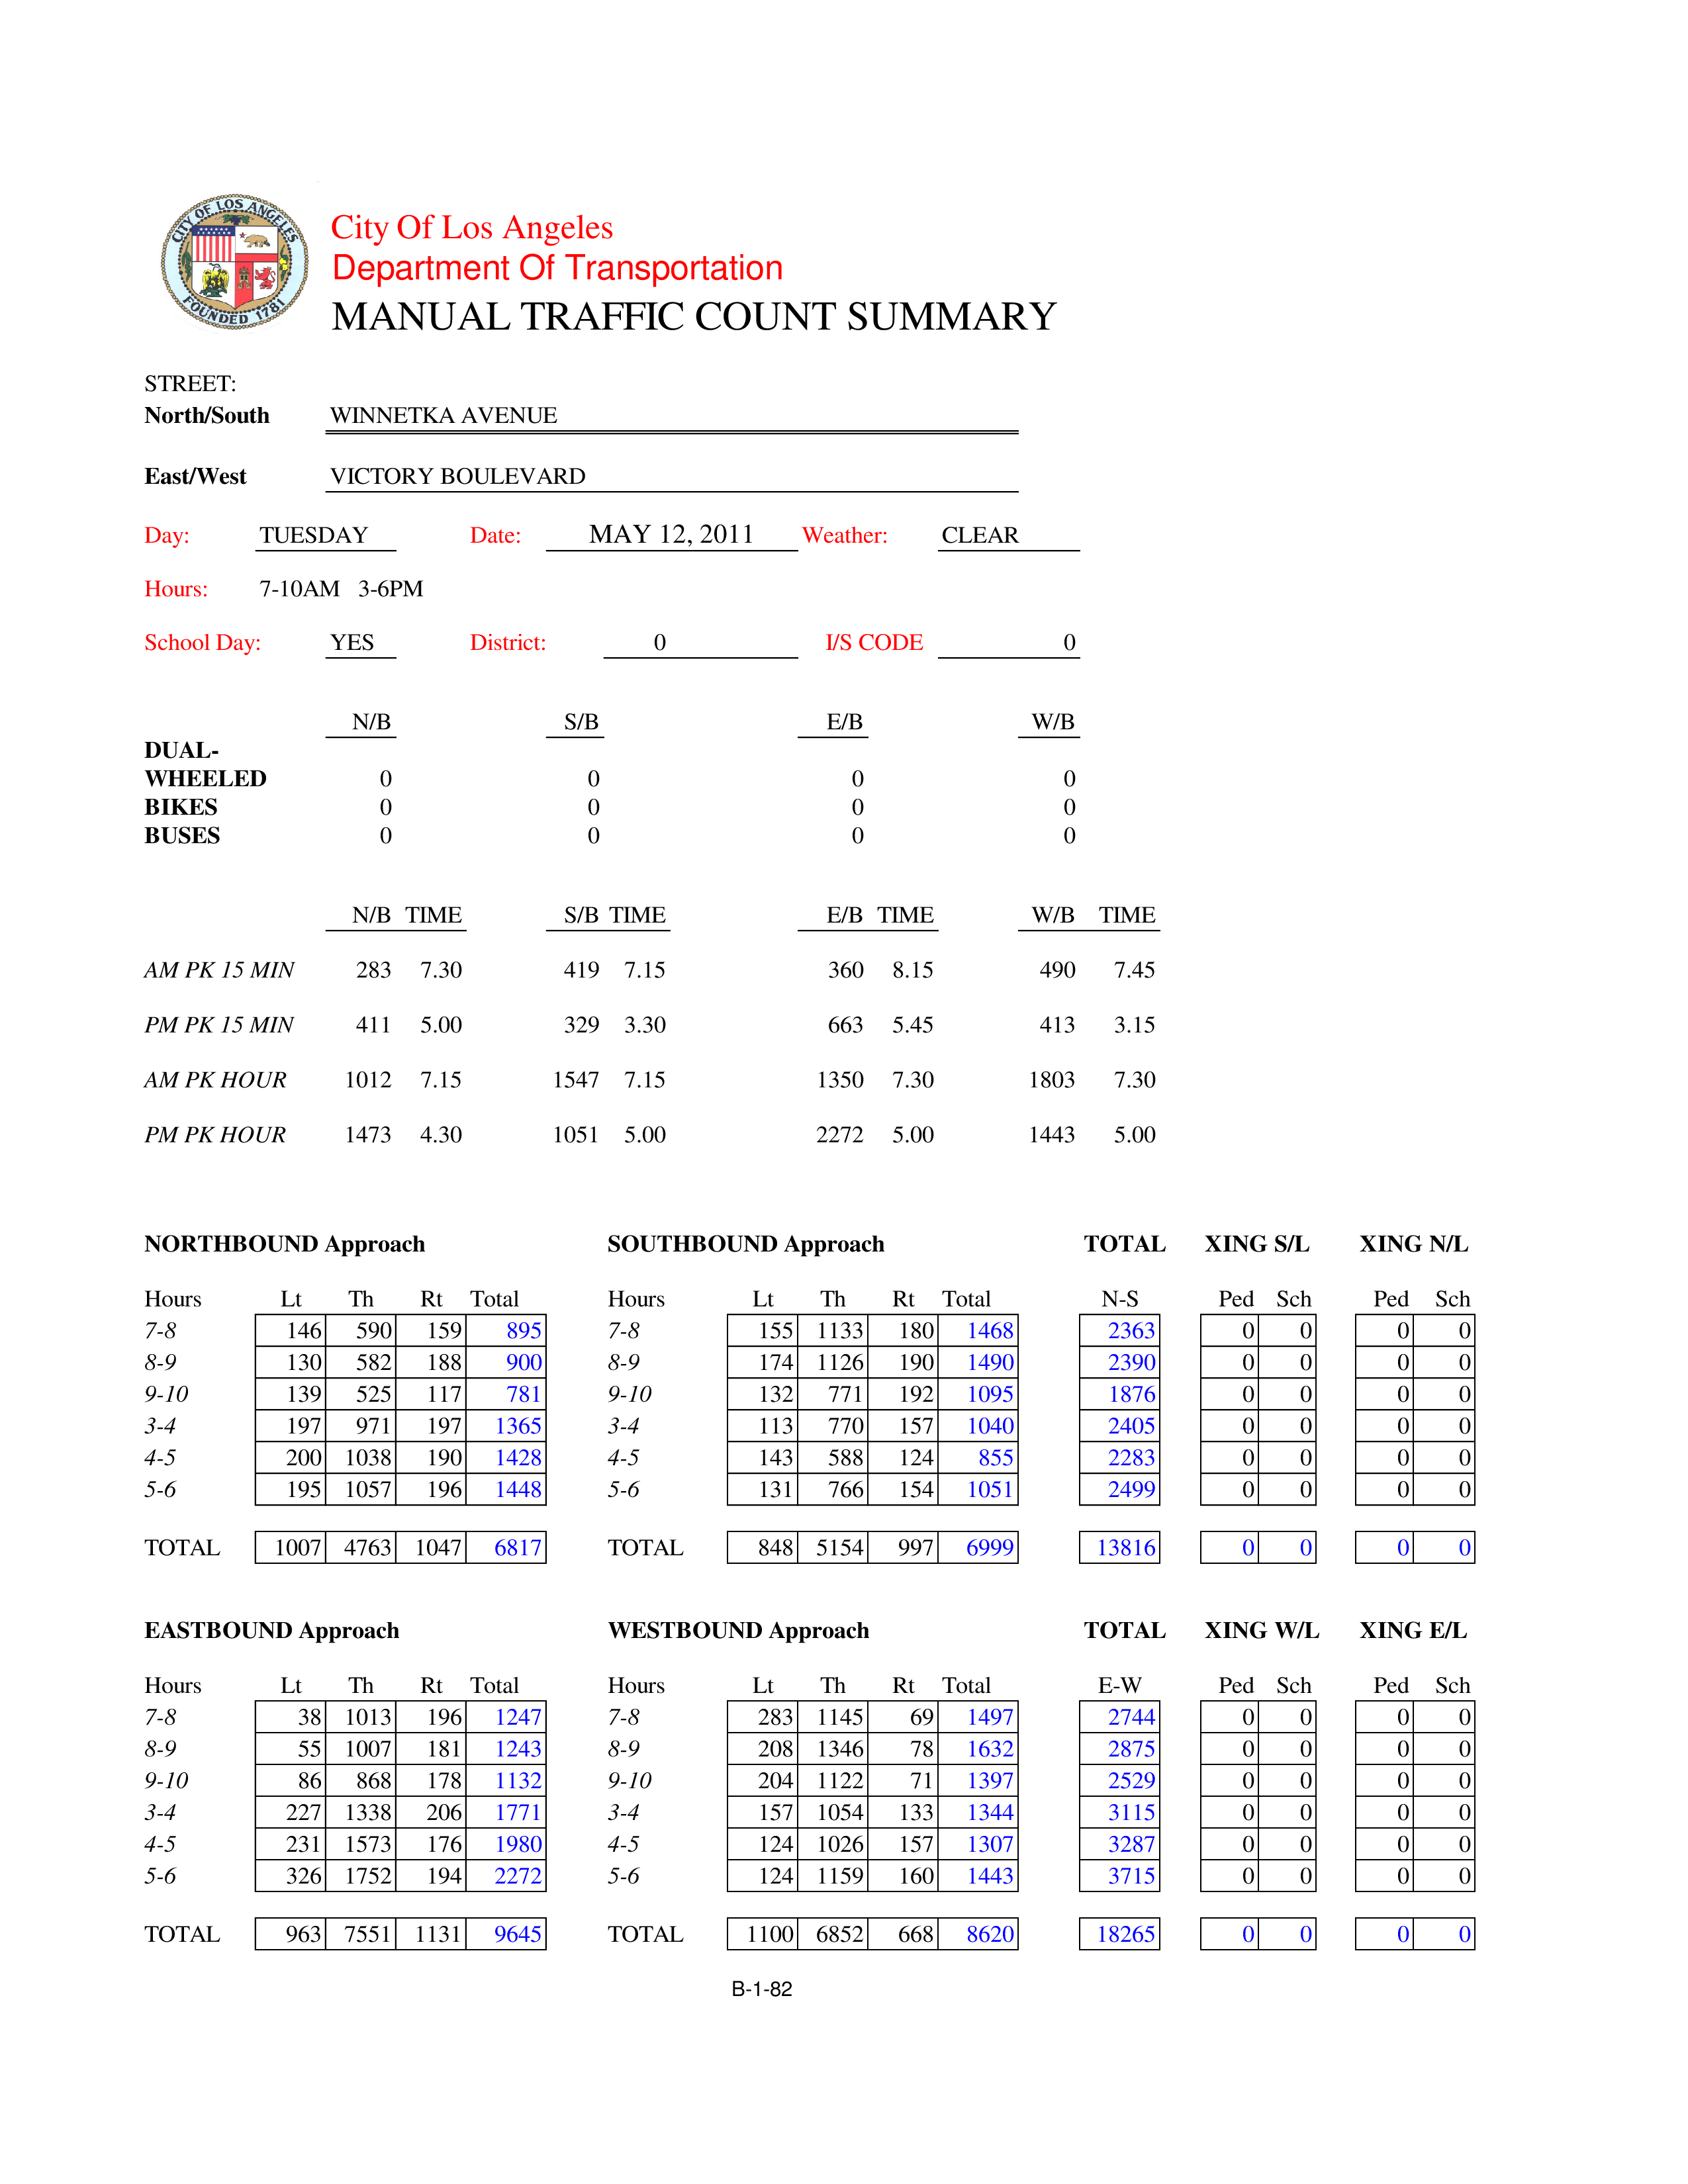 CITY OF LOS ANGELES
FOUNDED 1781
City Of Los Angeles
Department Of Transportation
MANUAL TRAFFIC COUNT SUMMARY
STREET:
North/South WINNETKA AVENUE
East/West VICTORY BOULEVARD
Day: TUESDAY Date: MAY 12, 2011 Weather: CLEAR
Hours: 7-10AM 3-6PM
School Day: YES District: 0 I/S CODE 0
N/B S/B E/B W/B
DUAL-
WHEELED 0 0 0 0
BIKES 0 0 0 0
BUSES 0 0 0 0
N/B TIME S/B TIME E/B TIME W/B TIME
AM PK 15 MIN 283 7.30 419 7.15 360 8.15 490 7.45
PM PK 15 MIN 411 5.00 329 3.30 663 5.45 413 3.15
AM PK HOUR 1012 7.15 1547 7.15 1350 7.30 1803 7.30
PM PK HOUR 1473 4.30 1051 5.00 2272 5.00 1443 5.00
NORTHBOUND Approach SOUTHBOUND Approach TOTAL XING S/L XING N/L
Hours Lt Th Rt Total Hours Lt Th Rt Total N-S Ped Sch Ped Sch
7-8 146 590 159 895 7-8 155 1133 180 1468 2363 0 0 0 0
8-9 130 582 188 900 8-9 174 1126 190 1490 2390 0 0 0 0
9-10 139 525 117 781 9-10 132 771 192 1095 1876 0 0 0 0
3-4 197 971 197 1365 3-4 113 770 157 1040 2405 0 0 0 0
4-5 200 1038 190 1428 4-5 143 588 124 855 2283 0 0 0 0
5-6 195 1057 196 1448 5-6 131 766 154 1051 2499 0 0 0 0
TOTAL 1007 4763 1047 6817 TOTAL 848 5154 997 6999 13816 0 0 0 0
EASTBOUND Approach WESTBOUND Approach TOTAL XING W/L XING E/L
Hours Lt Th Rt Total Hours Lt Th Rt Total E-W Ped Sch Ped Sch
7-8 38 1013 196 1247 7-8 283 1145 69 1497 2744 0 0 0 0
8-9 55 1007 181 1243 8-9 208 1346 78 1632 2875 0 0 0 0
9-10 86 868 178 1132 9-10 204 1122 71 1397 2529 0 0 0 0
3-4 227 1338 206 1771 3-4 157 1054 133 1344 3115 0 0 0 0
4-5 231 1573 176 1980 4-5 124 1026 157 1307 3287 0 0 0 0
5-6 326 1752 194 2272 5-6 124 1159 160 1443 3715 0 0 0 0
TOTAL 963 7551 1131 9645 TOTAL 1100 6852 668 8620 18265 0 0 0 0
B-1-82